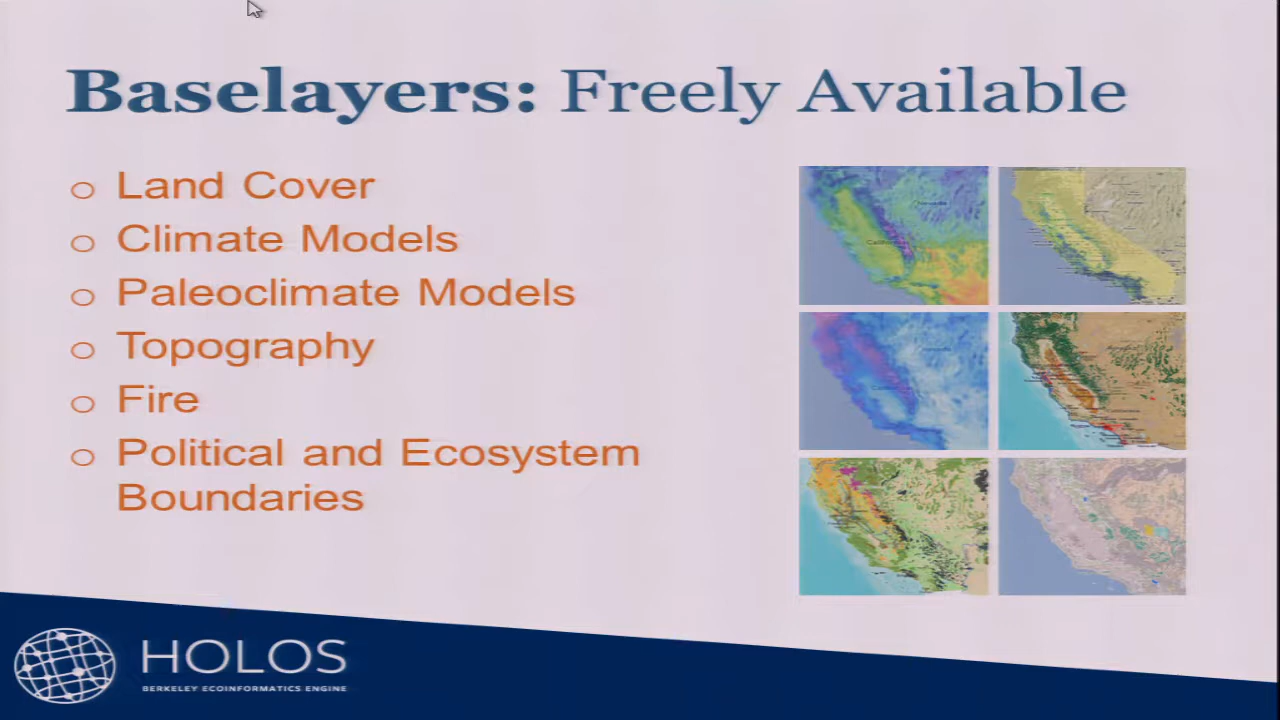 Baselayers: Freely Available
Land Cover
Climate Models
Paleoclimate Models
Topography
Fire
Political and Ecosystem
Boundaries
HOLOS
BERKELEY ECOINFORMATICS ENGINE